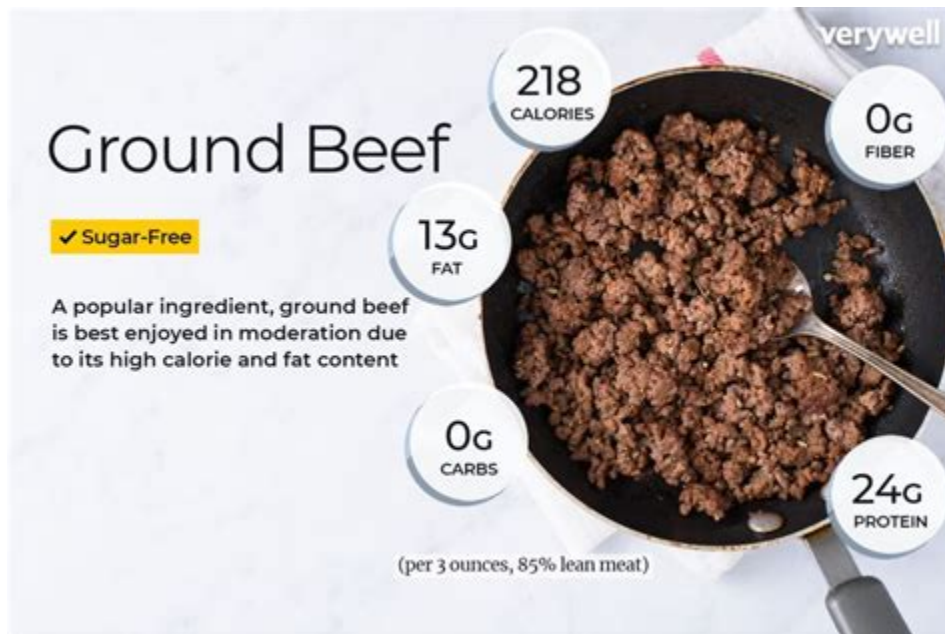 verywell
218
CALORIES
0G
FIBER
Ground Beef
13G
FAT
✓ Sugar-Free
A popular ingredient, ground beef
is best enjoyed in moderation due
to its high calorie and fat content
0G
CARBS
24G
PROTEIN
(per 3 ounces, 85% lean meat)